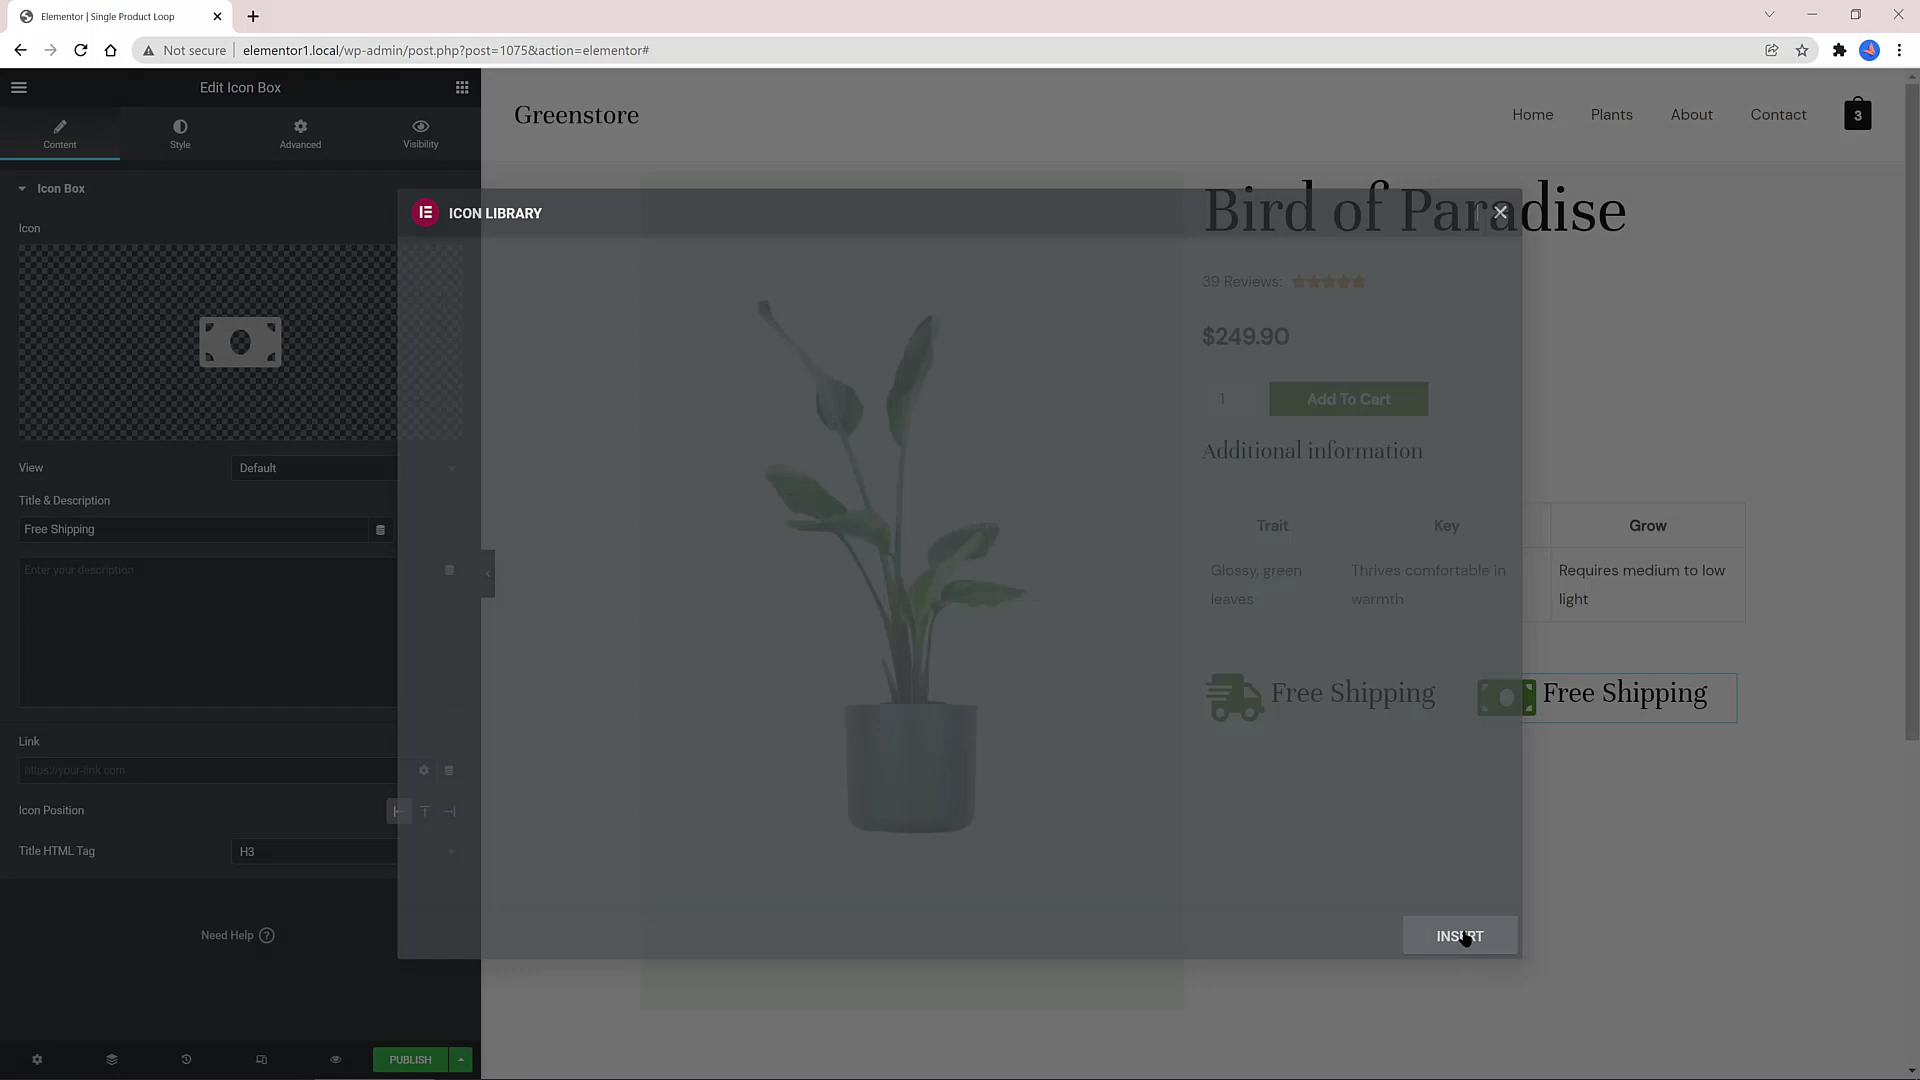 Elementor | Single Product Loop
Not secure
elementor1.local/wp-admin/post.php?post=1075&action=elementor#
Edit Icon Box
Content
Style
Advanced
Visibility
Icon Box
Icon
View
Default
Title & Description
Free Shipping
Enter your description
Link
https://your-link.com
Icon Position
Title HTML Tag
H3
Need Help ?
PUBLISH
Greenstore
Home
Plants
About
Contact
3
ICON LIBRARY
Bird of Paradise
39 Reviews:
$249.90
1
Add To Cart
Additional information
Trait
Key
Grow
Glossy, green
leaves
Thrives comfortable in
warmth
Requires medium to low
light
Free Shipping
Free Shipping
INSERT